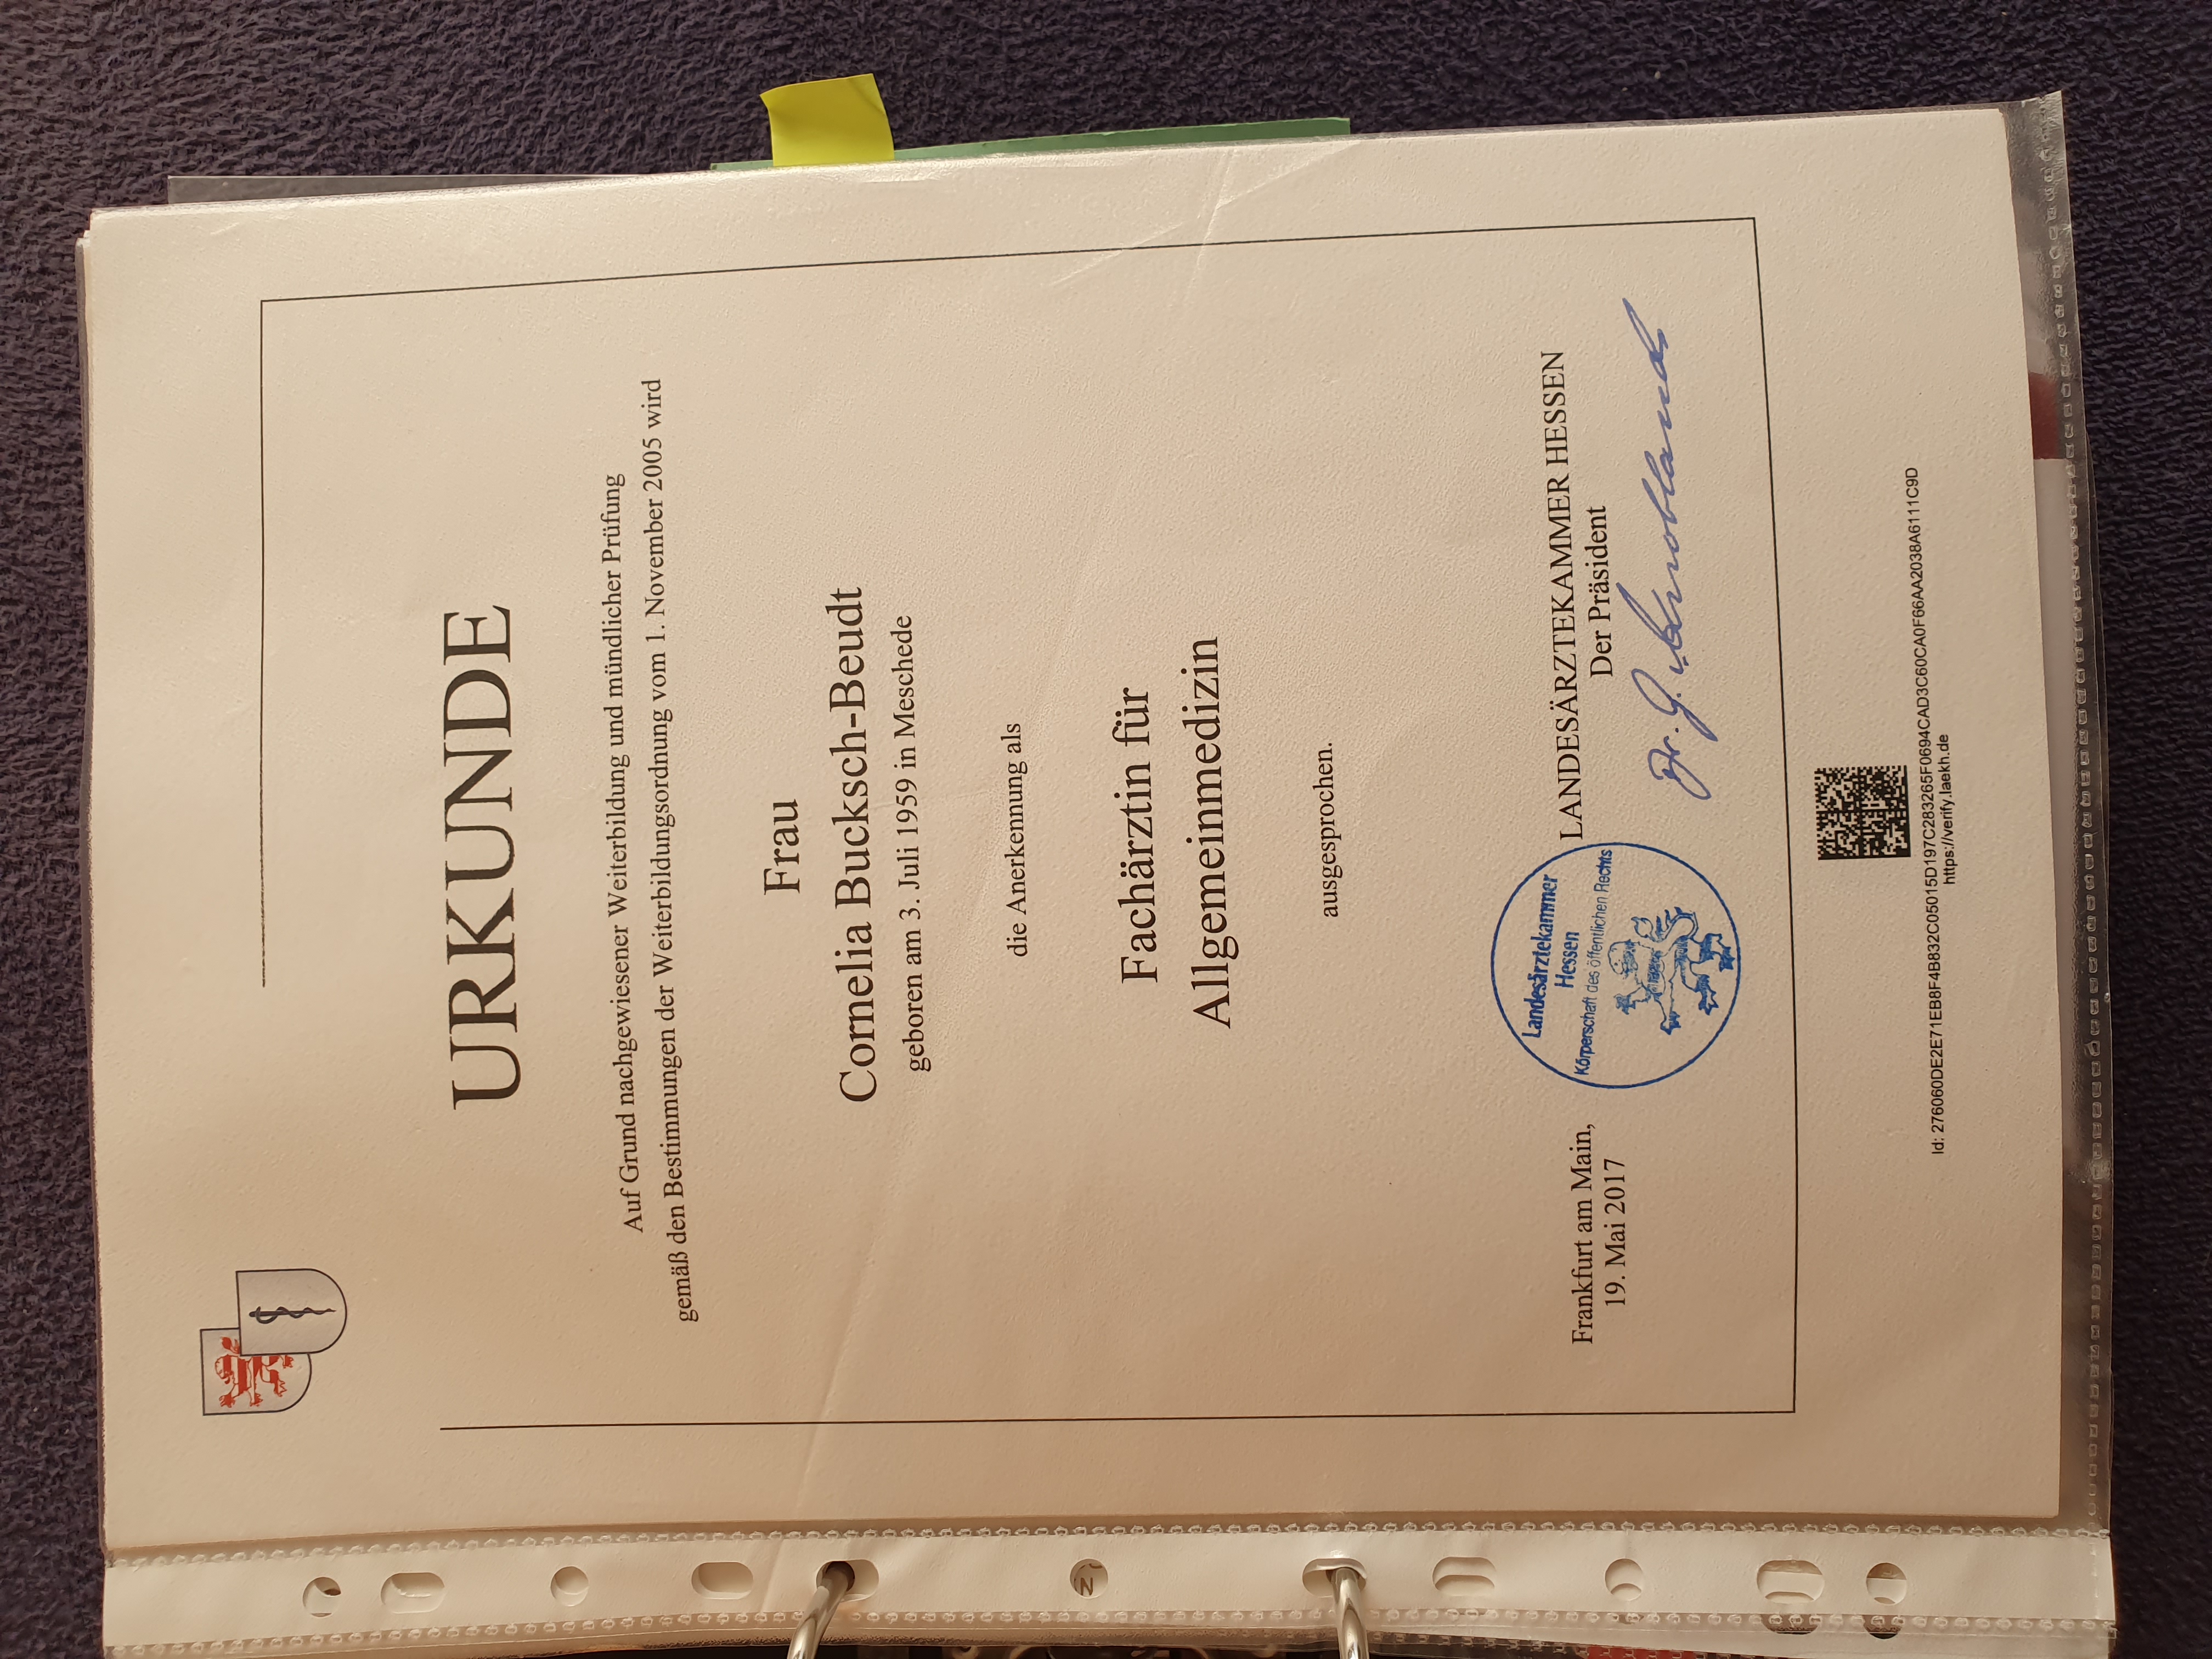 URKUNDE
Auf Grund nachgewiesener Weiterbildung und mündlicher Prüfung
gemäß den Bestimmungen der Weiterbildungsordnung vom 1. November 2005 wird
Frau
Cornelia Bucksch-Beudt
geboren am 3. Juli 1959 in Meschede
die Anerkennung als
Fachärztin für
Allgemeinmedizin
ausgesprochen.
Frankfurt am Main,
19. Mai 2017
Landesärztekammer
Hessen
Körperschaft des öffentlichen Rechts
LANDESÄRZTEKAMMER HESSEN
Der Präsident
Dr. G. Knoblauch
Id: 276060DE2E71EB8F4B832C05015D197C283265F0694CAD3C60CA0F66AA2038A6111C9D
https://verify.laekh.de